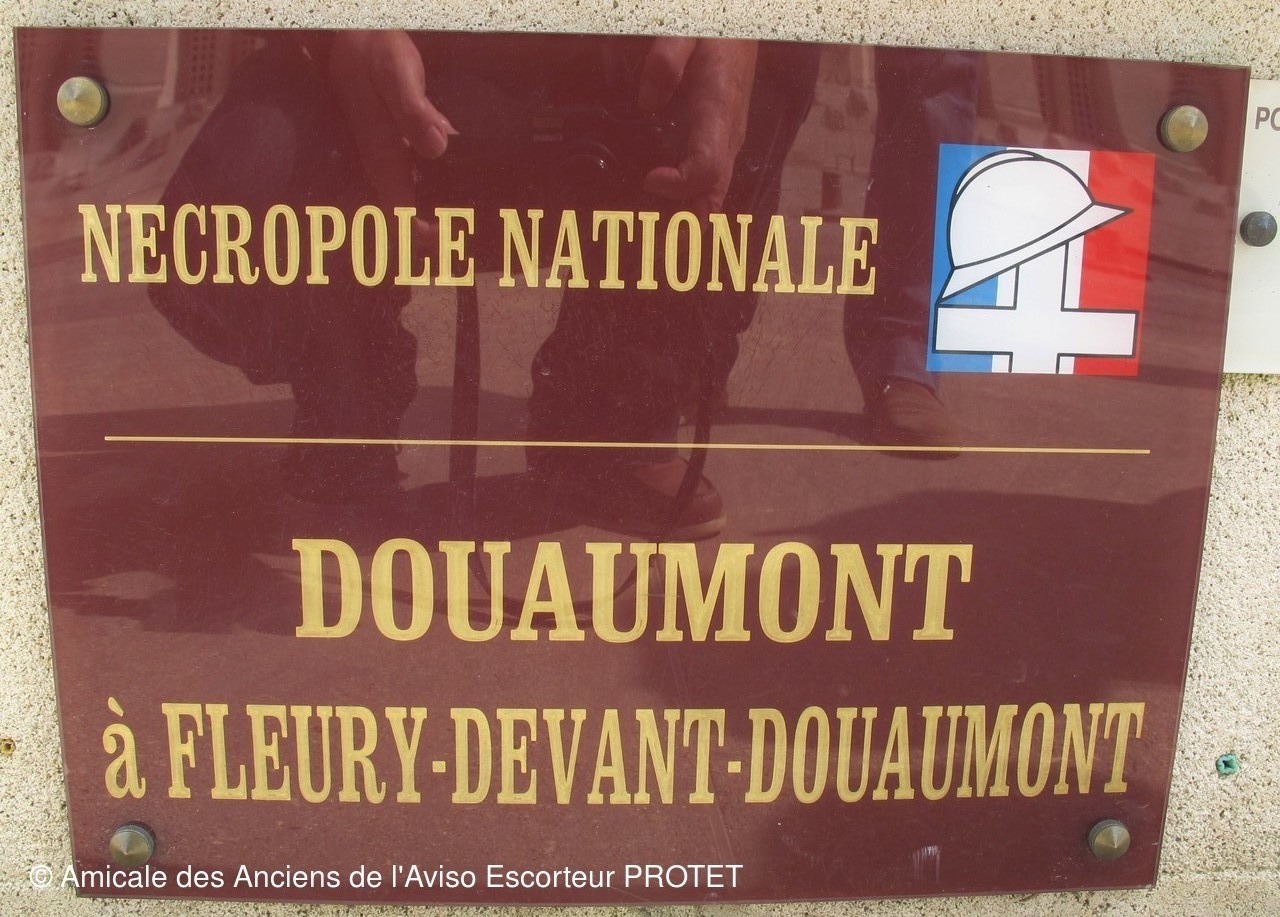 NECROPOLE NATIONALE
DOUAUMONT
à FLEURY-DEVANT-DOUAUMONT
© Amicale des Anciens de l'Aviso Escorteur PROTET